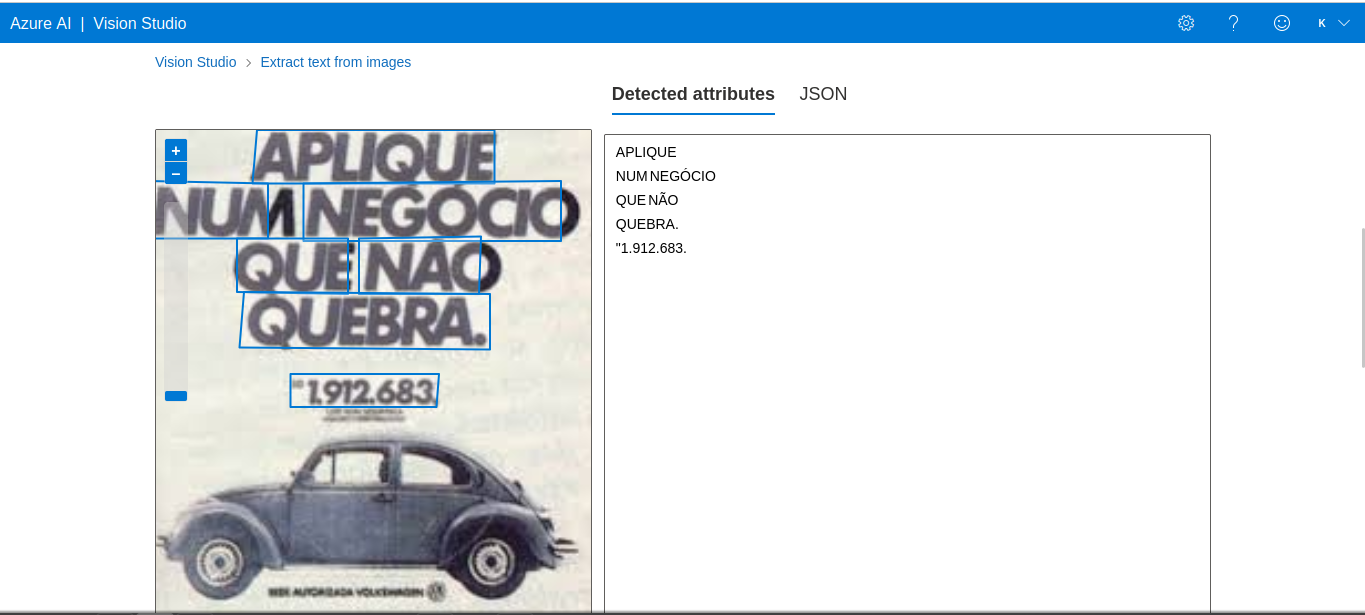 Azure AI | Vision Studio
K
Vision Studio > Extract text from images
Detected attributes JSON
+
−
APLIQUE
NUM NEGÓCIO
QUE NÃO
QUEBRA.
1.912.683.
REDE AUTORIZADA VOLKSWAGEN
APLIQUE
NUM NEGÓCIO
QUE NÃO
QUEBRA.
"1.912.683.